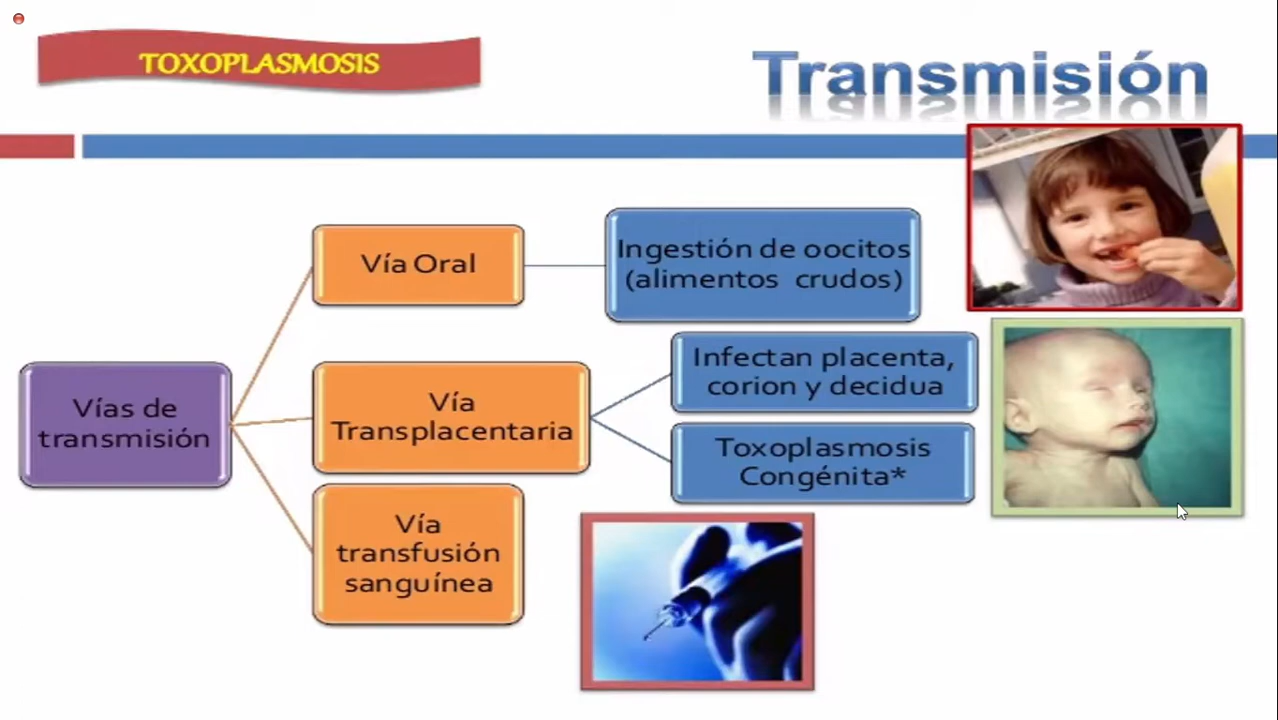 TOXOPLASMOSIS
Transmisión
Vías de
transmisión
Vía Oral
Ingestión de oocitos
(alimentos crudos)
Vía
Transplacentaria
Infectan placenta,
corion y decidua
Toxoplasmosis
Congénita*
Vía
transfusión
sanguínea